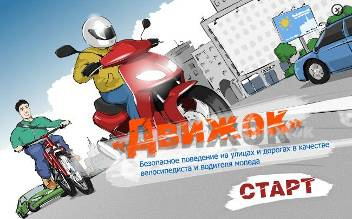 «Движок»
Безопасное поведение на улицах и дорогах в качестве
велосипедиста и водителя мопеда
СТАРТ